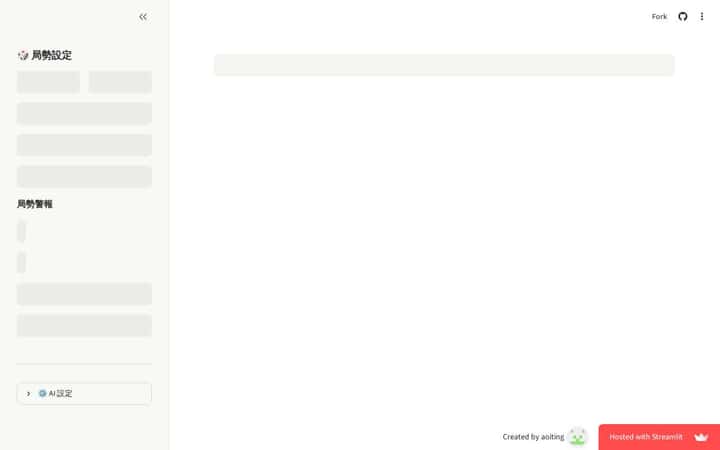 Fork
🎲 局勢設定
局勢警報
⚙️ AI 設定
Created by aoiting
Hosted with Streamlit